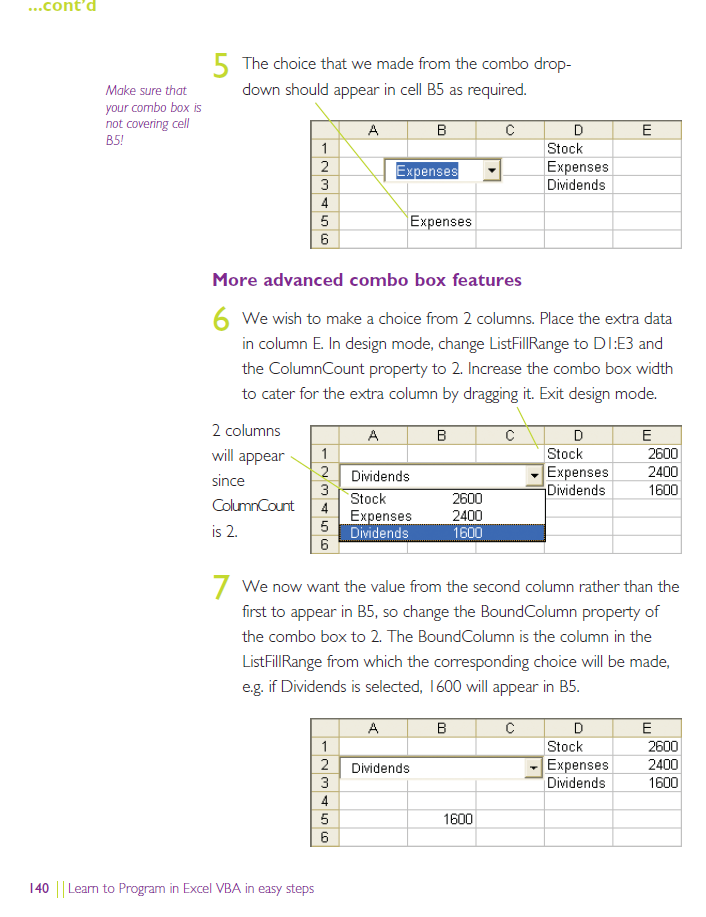 ...cont'd
5 The choice that we made from the combo drop-
down should appear in cell B5 as required.
Make sure that
your combo box is
not covering cell
B5!
A B C D E
1 Stock
2 Expenses Expenses
3 Dividends
4
5 Expenses
6
More advanced combo box features
6 We wish to make a choice from 2 columns. Place the extra data
in column E. In design mode, change ListFillRange to D1:E3 and
the ColumnCount property to 2. Increase the combo box width
to cater for the extra column by dragging it. Exit design mode.
2 columns
will appear
since
ColumnCount
is 2.
A B C D E
1 Stock 2600
2 Dividends Expenses 2400
3 Dividends 1600
Stock 2600
4
Expenses 2400
5 Dividends 1600
6
7 We now want the value from the second column rather than the
first to appear in B5, so change the BoundColumn property of
the combo box to 2. The BoundColumn is the column in the
ListFillRange from which the corresponding choice will be made,
e.g. if Dividends is selected, 1600 will appear in B5.
A B C D E
1 Stock 2600
2 Dividends Expenses 2400
3 Dividends 1600
4
5 1600
6
140 || Learn to Program in Excel VBA in easy steps